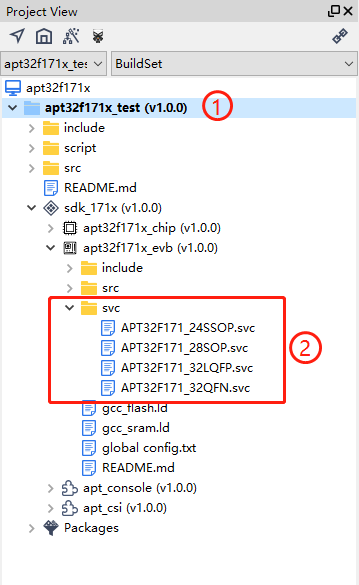 Project View
apt32f171x_tes
BuildSet
apt32f171x
apt32f171x_test (v1.0.0)
1
include
script
src
README.md
sdk_171x (v1.0.0)
apt32f171x_chip (v1.0.0)
apt32f171x_evb (v1.0.0)
include
src
svc
APT32F171_24SSOP.svc
APT32F171_28SOP.svc
APT32F171_32LQFP.svc
APT32F171_32QFN.svc
2
gcc_flash.ld
gcc_sram.ld
global config.txt
README.md
apt_console (v1.0.0)
apt_csi (v1.0.0)
Packages